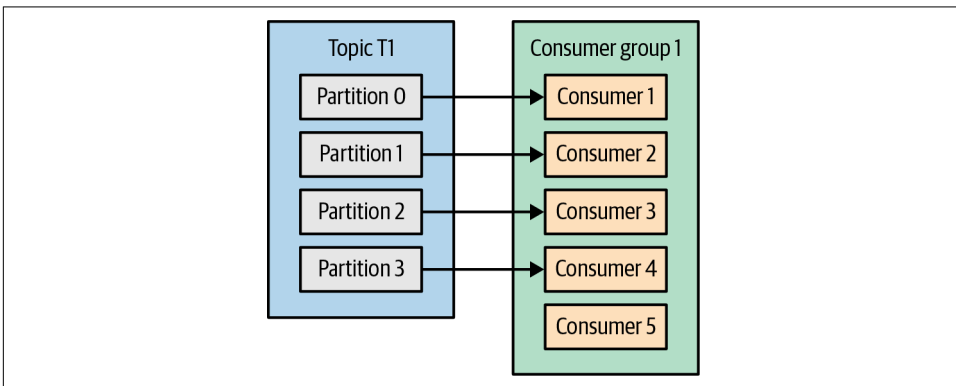 Topic T1
Partition 0
Partition 1
Partition 2
Partition 3
Consumer group 1
Consumer 1
Consumer 2
Consumer 3
Consumer 4
Consumer 5